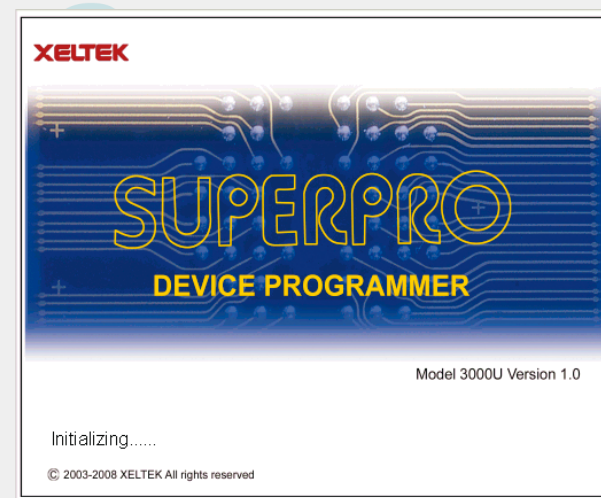 XELTEK
SUPERPRO
DEVICE PROGRAMMER
Model 3000U Version 1.0
Initializing......
© 2003-2008 XELTEK All rights reserved